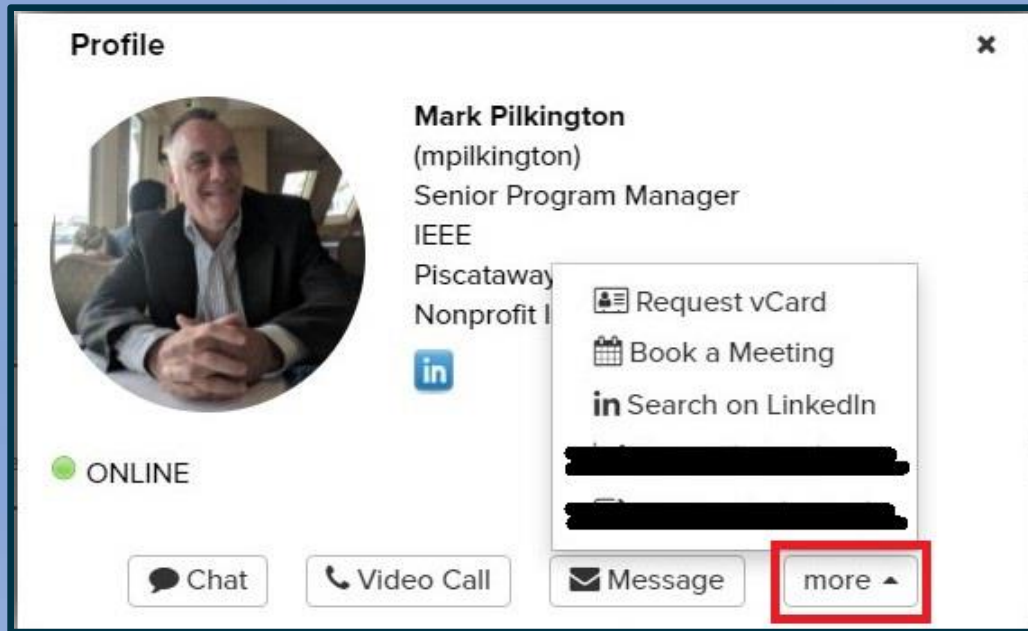 Profile
Mark Pilkington
(mpilkington)
Senior Program Manager
IEEE
Piscataway
Nonprofit I
in
Request vCard
Book a Meeting
in Search on LinkedIn
ONLINE
Chat
Video Call
Message
more